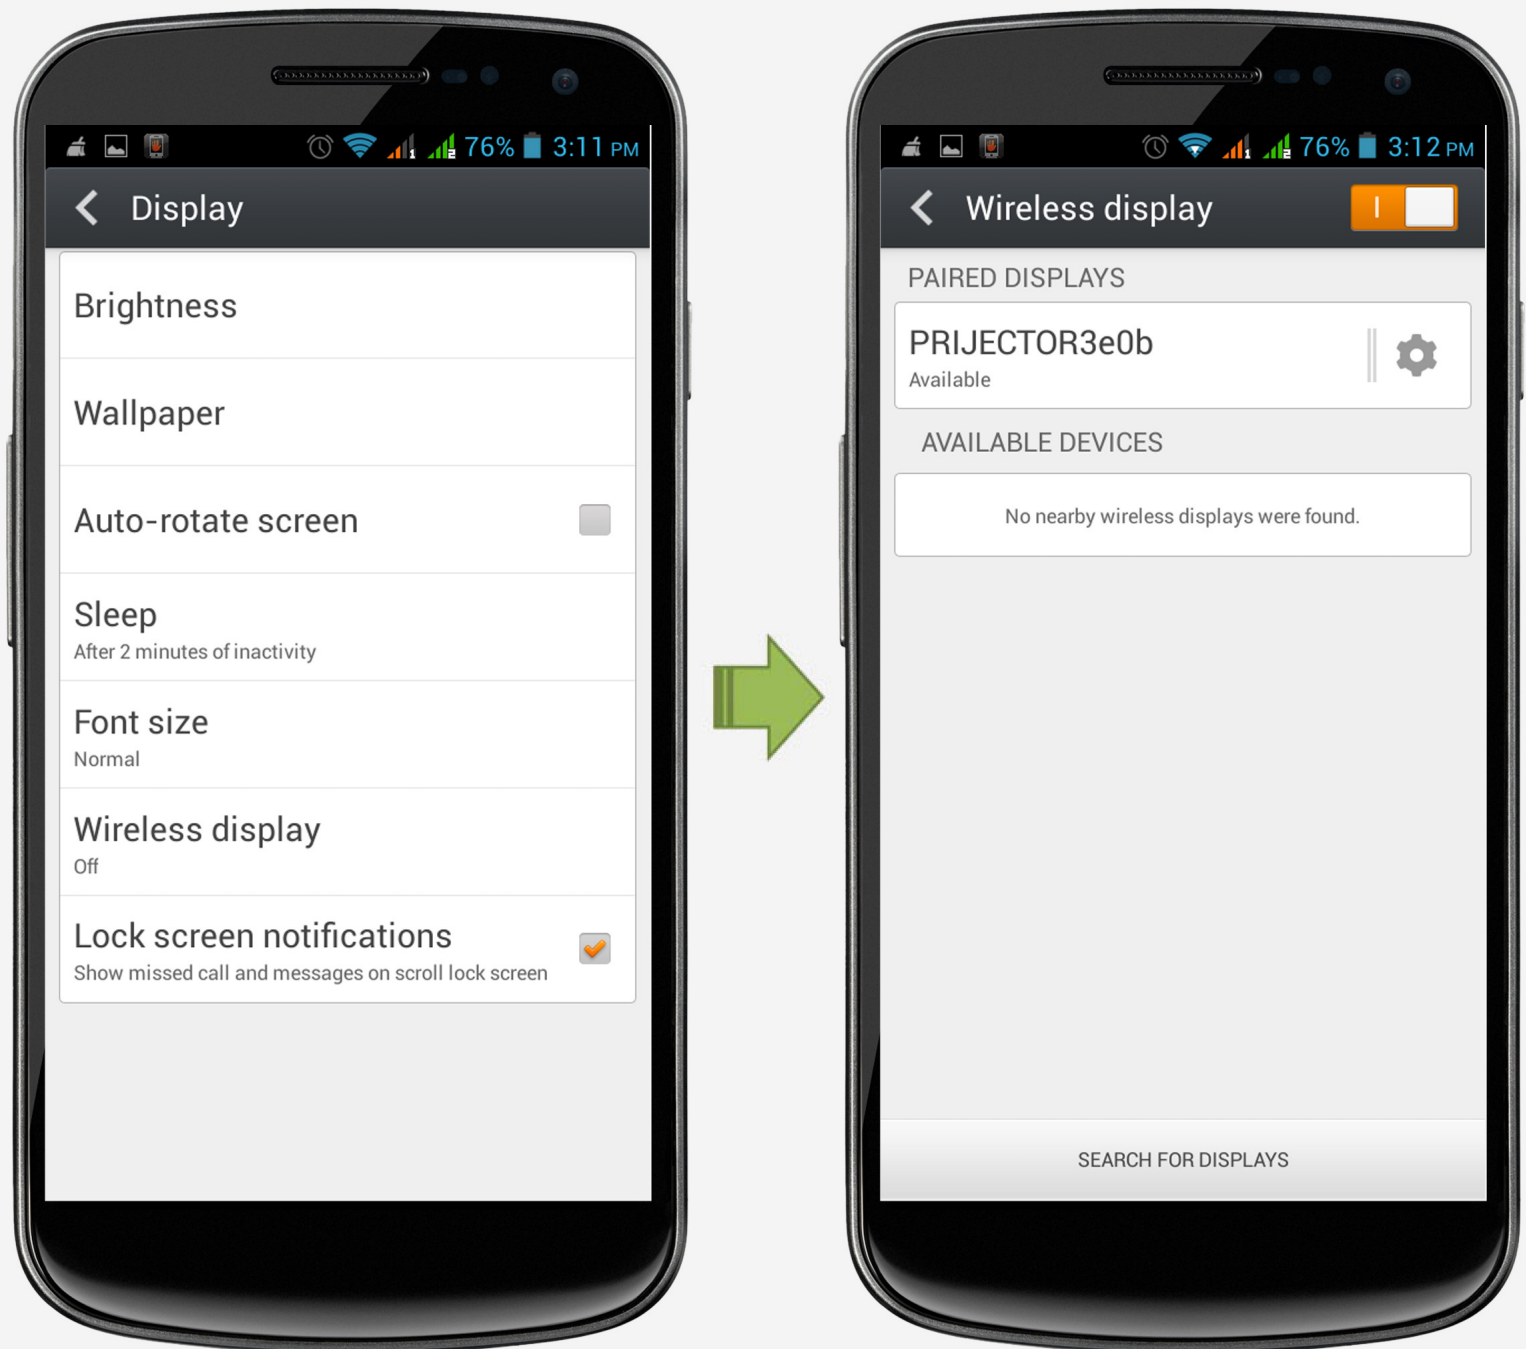 76% 3:11 PM
Display
Brightness
Wallpaper
Auto-rotate screen
Sleep
After 2 minutes of inactivity
Font size
Normal
Wireless display
Off
Lock screen notifications
Show missed call and messages on scroll lock screen
1 2 76% 3:12 PM
Wireless display
PAIRED DISPLAYS
PRIJECTOR3e0b
Available
AVAILABLE DEVICES
No nearby wireless displays were found.
SEARCH FOR DISPLAYS